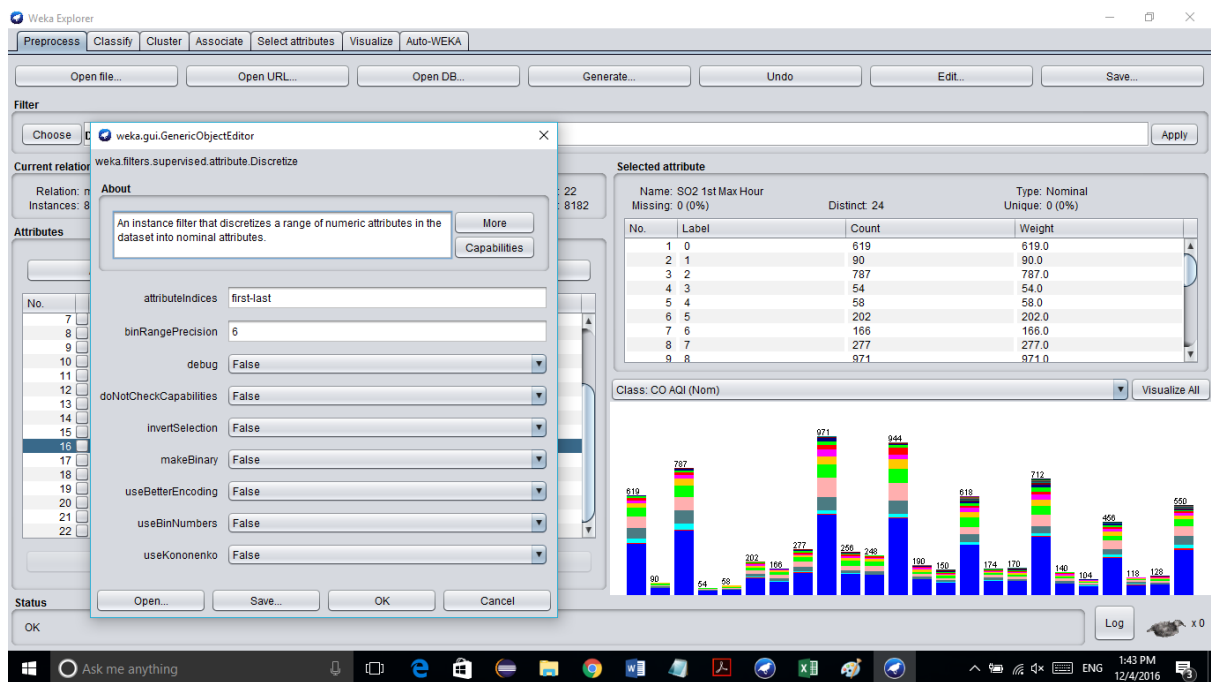 Weka Explorer
Preprocess Classify Cluster Associate Select attributes Visualize Auto-WEKA
Open file... Open URL... Open DB... Generate... Undo Edit... Save...
Filter
Choose D Apply
weka.gui.GenericObjectEditor
weka.filters.supervised.attribute.Discretize
About
An instance filter that discretizes a range of numeric attributes in the
dataset into nominal attributes.
More
Capabilities
attributeIndices first-last
binRangePrecision 6
debug False
doNotCheckCapabilities False
invertSelection False
makeBinary False
useBetterEncoding False
useBinNumbers False
useKononenko False
Open... Save... OK Cancel
Current relation
Relation: m : 22
Instances: 8 : 8182
Attributes
No.
7
8
9
10
11
12
13
14
15
16
17
18
19
20
21
22
Selected attribute
Name: SO2 1st Max Hour Type: Nominal
Missing: 0 (0%) Distinct: 24 Unique: 0 (0%)
No. Label Count Weight
1 0 619 619.0
2 1 90 90.0
3 2 787 787.0
4 3 54 54.0
5 4 58 58.0
6 5 202 202.0
7 6 166 166.0
8 7 277 277.0
9 8 971 971.0
Class: CO AQI (Nom) Visualize All
619 90 787 54 58 202 166 277 971 256 248 944 190 150 618 174 170 712 140 104 456 118 128 550
Status
OK
Log x 0
Ask me anything
ENG
1:43 PM
12/4/2016